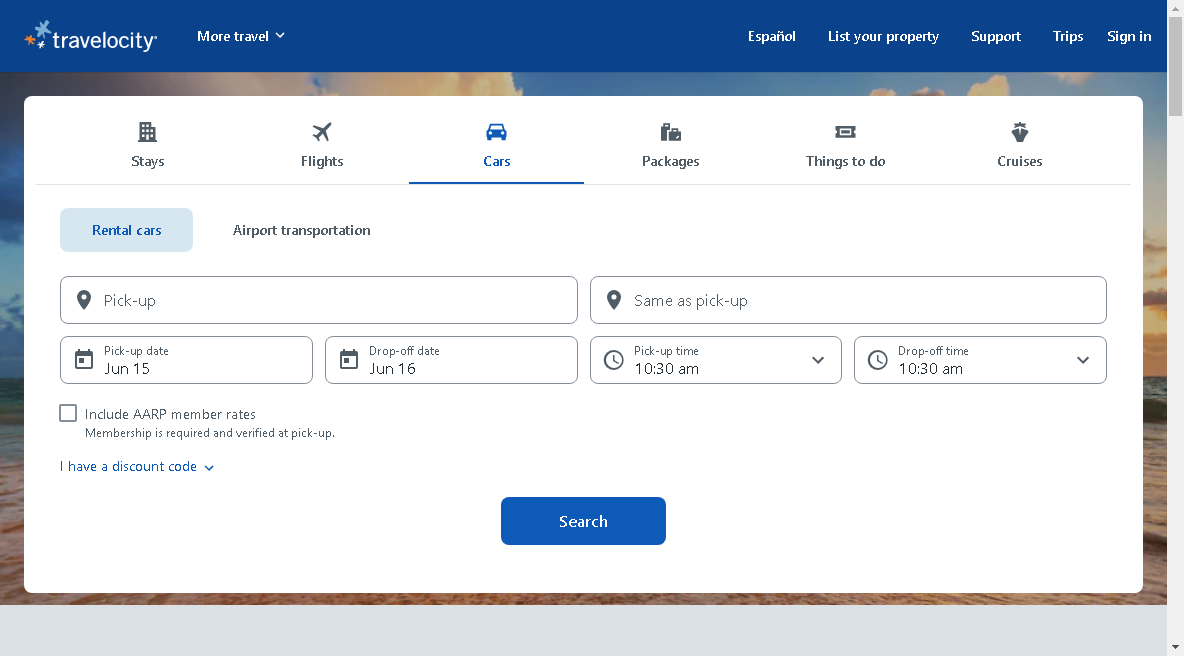 travelocity
More travel
Español
List your property
Support
Trips
Sign in
Stays
Flights
Cars
Packages
Things to do
Cruises
Rental cars
Airport transportation
Pick-up
Same as pick-up
Pick-up date
Jun 15
Drop-off date
Jun 16
Pick-up time
10:30 am
Drop-off time
10:30 am
Include AARP member rates
Membership is required and verified at pick-up.
I have a discount code
Search